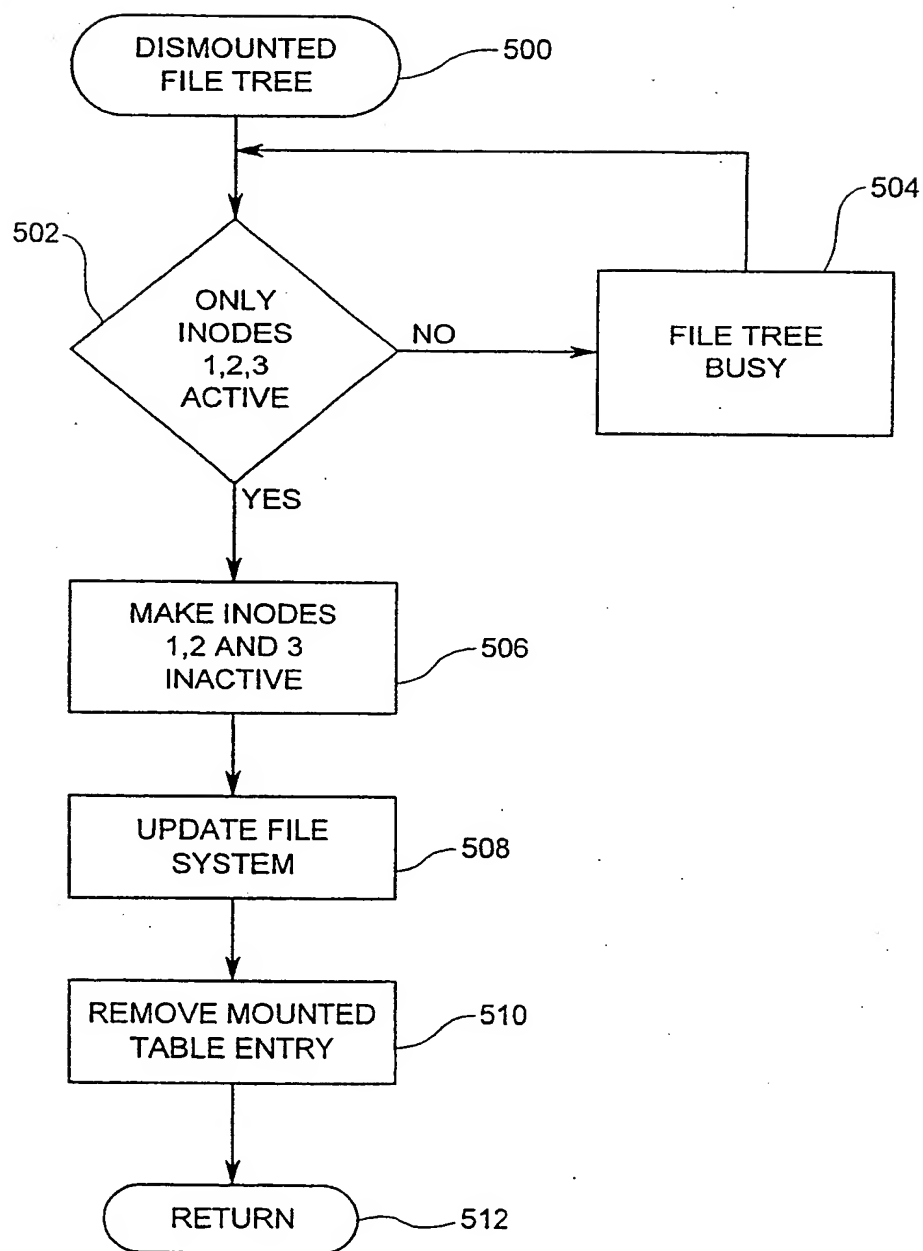 DISMOUNTED
FILE TREE
500
502
ONLY
INODES
1,2,3
ACTIVE
NO
504
FILE TREE
BUSY
YES
MAKE INODES
1,2 AND 3
INACTIVE
506
UPDATE FILE
SYSTEM
508
REMOVE MOUNTED
TABLE ENTRY
510
RETURN
512